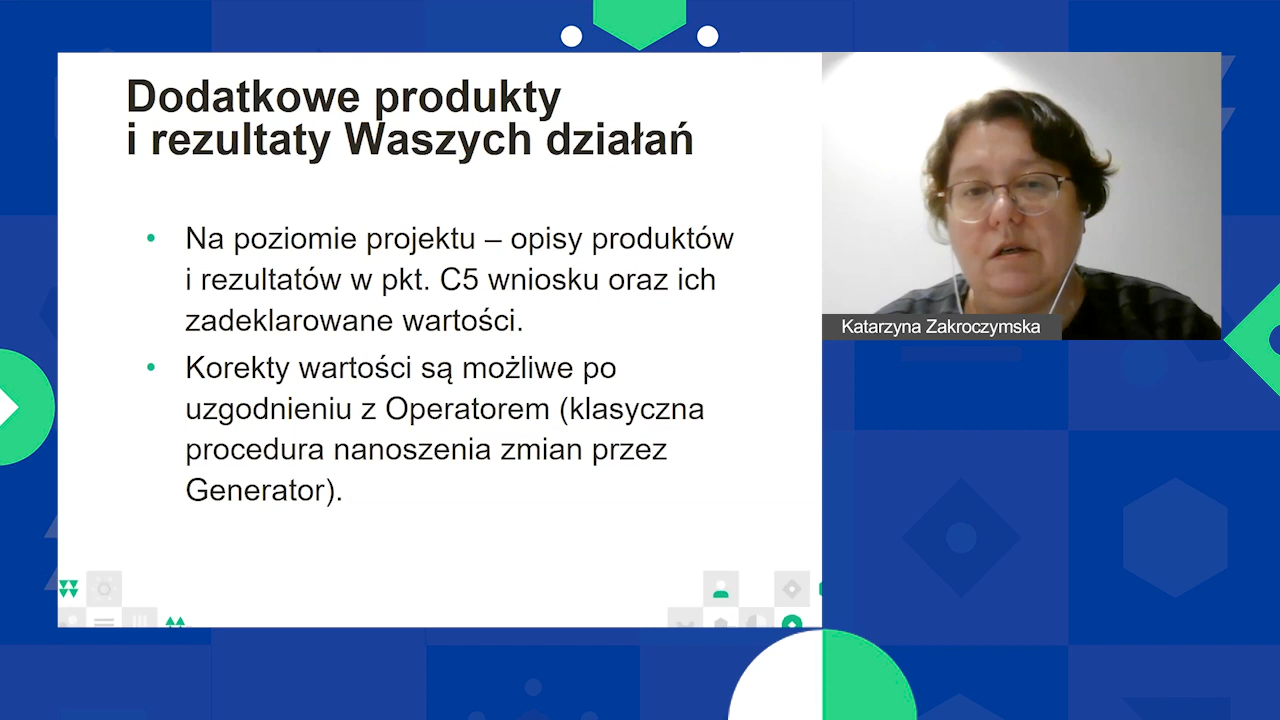 Dodatkowe produkty
i rezultaty Waszych działań
• Na poziomie projektu – opisy produktów
i rezultatów w pkt. C5 wniosku oraz ich
zadeklarowane wartości.
• Korekty wartości są możliwe po
uzgodnieniu z Operatorem (klasyczna
procedura nanoszenia zmian przez
Generator).
Katarzyna Zakroczymska